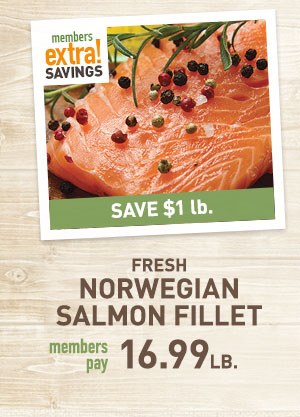 members
extra!
SAVINGS
SAVE $1 lb.
FRESH
NORWEGIAN
SALMON FILLET
members
pay 16.99LB.